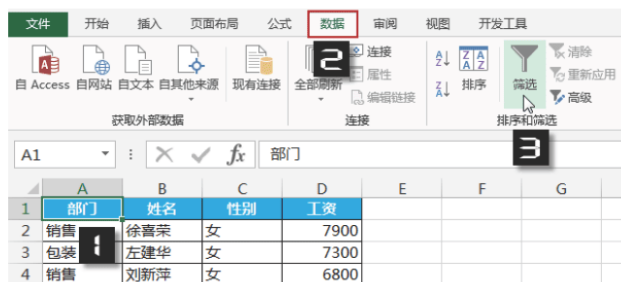 文件 开始 插入 页面布局 公式 数据 审阅 视图 开发工具
2
自 Access 自网站 自文本 自其他来源 现有连接 全部刷新 连接 属性 编辑链接 排序 筛选 清除 重新应用 高级
获取外部数据 连接 排序和筛选
3
A1 fx 部门
A B C D E F G
1 部门 姓名 性别 工资
2 销售 徐喜荣 女 7900
1
3 包装 左建华 女 7300
4 销售 刘新萍 女 6800